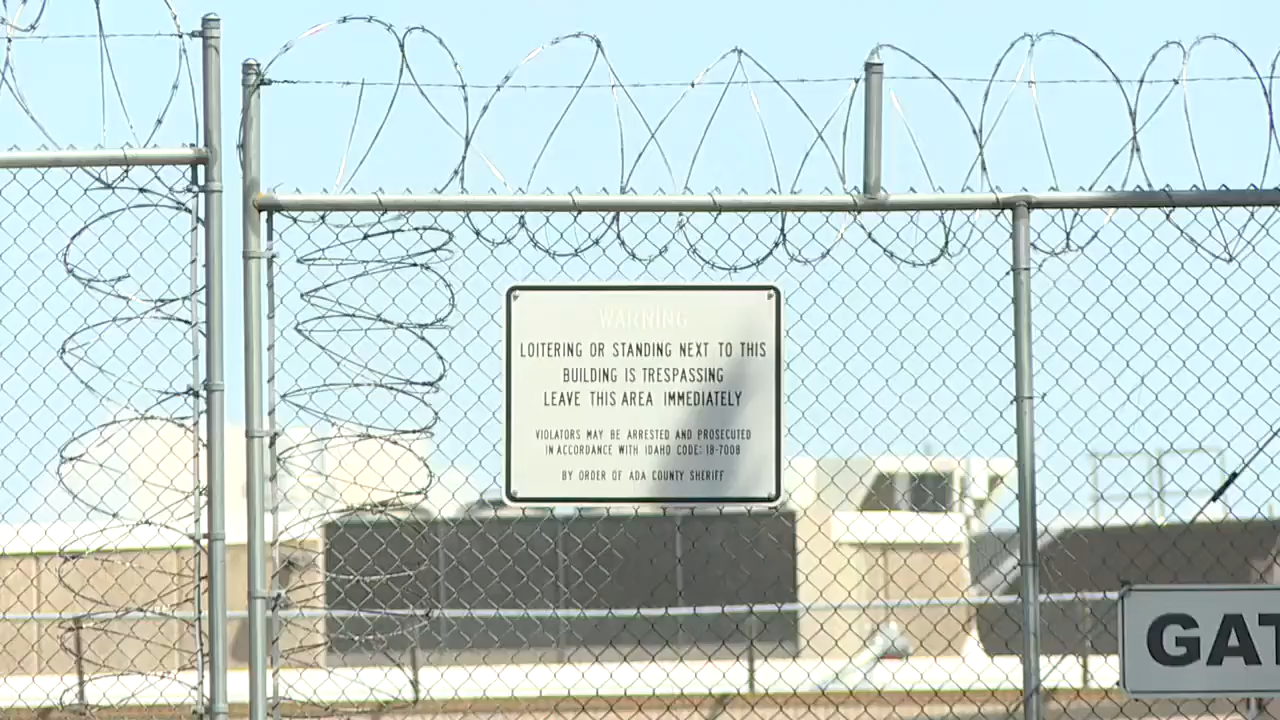 WARNING
LOITERING OR STANDING NEXT TO THIS
BUILDING IS TRESPASSING
LEAVE THIS AREA IMMEDIATELY
VIOLATORS MAY BE ARRESTED AND PROSECUTED
IN ACCORDANCE WITH IDAHO CODE: 18-7008
BY ORDER OF ADA COUNTY SHERIFF
GAT